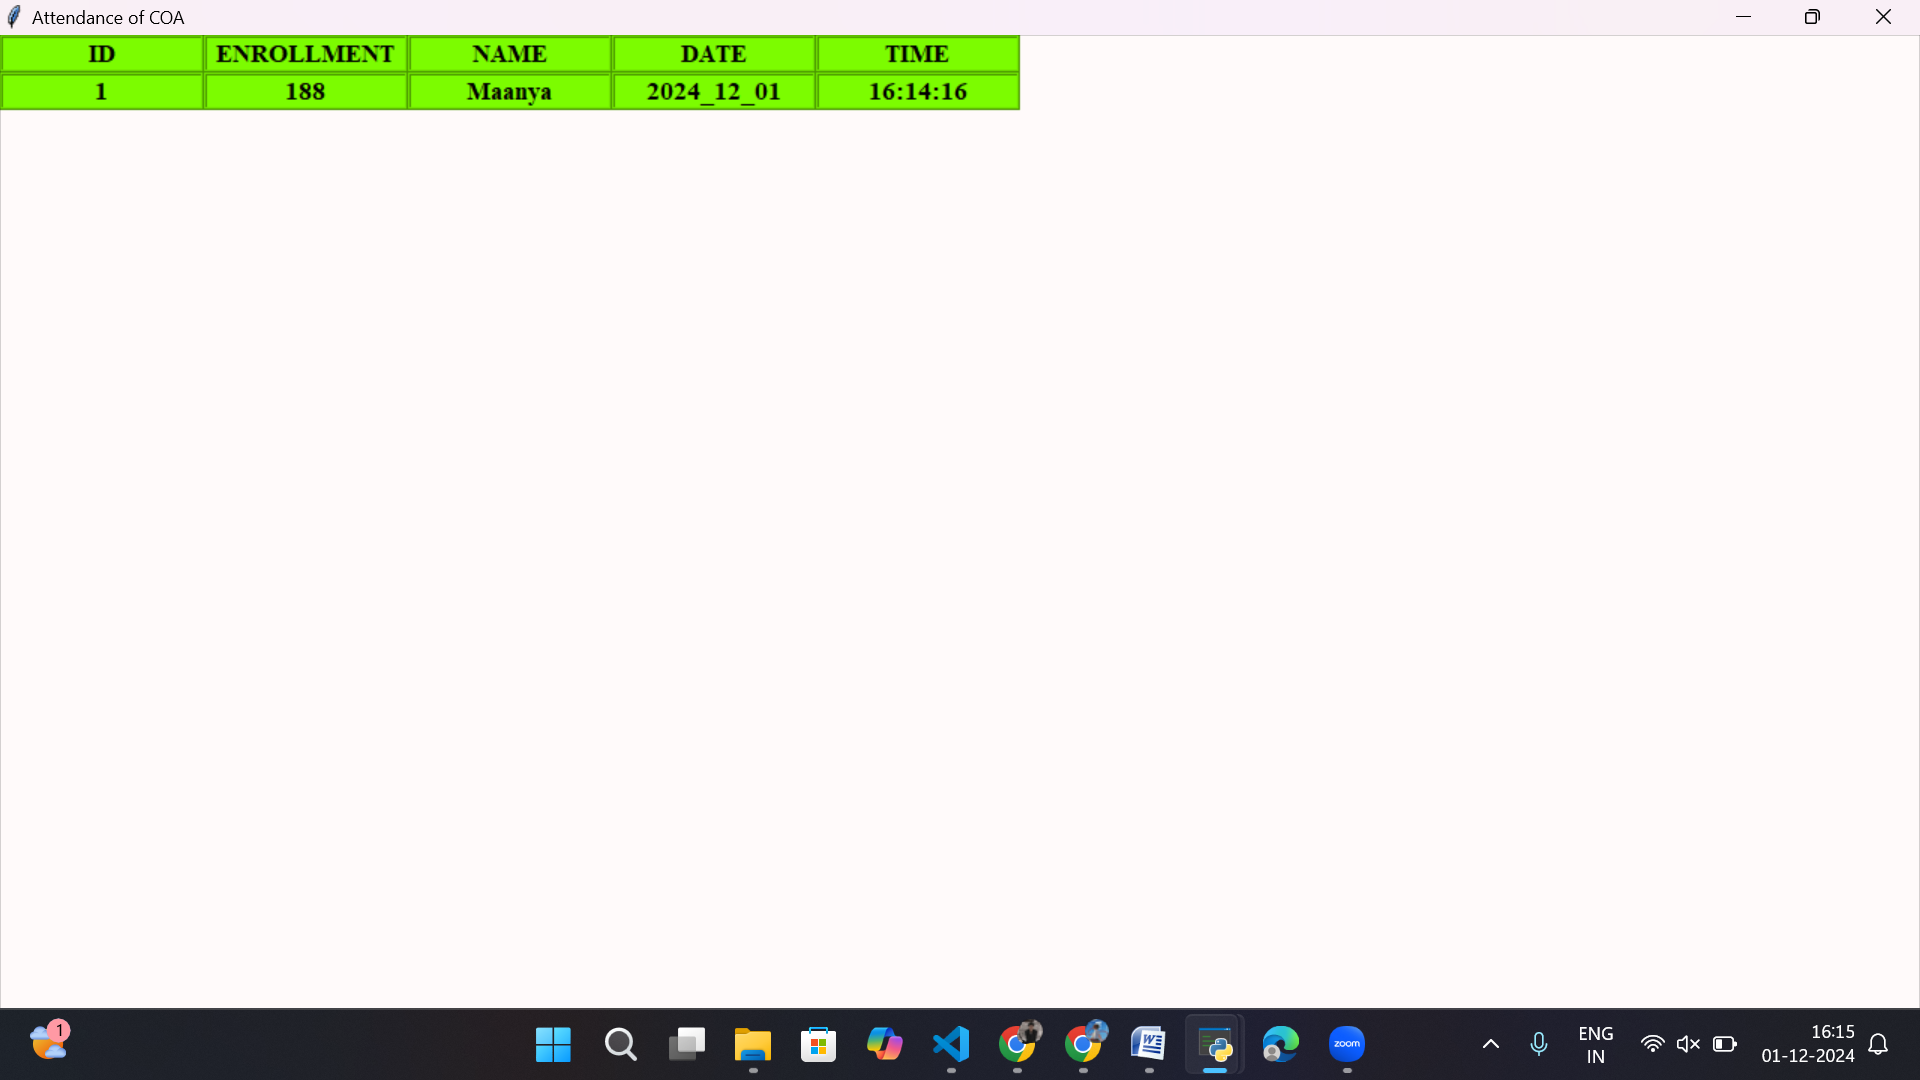 Attendance of COA
ID ENROLLMENT NAME DATE TIME
1 188 Maanya 2024_12_01 16:14:16
1
zoom
ENG
IN
16:15
01-12-2024